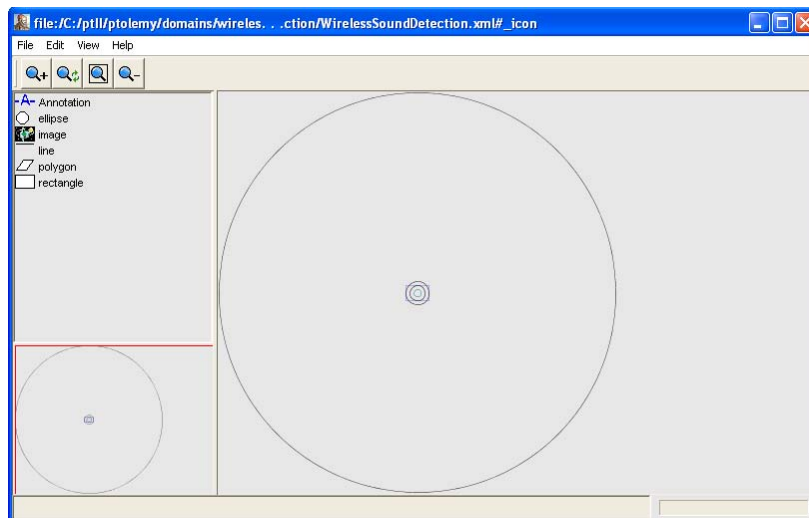 file:/C:/ptII/ptolemy/domains/wireles. . .ction/WirelessSoundDetection.xml#_icon
File Edit View Help
-A- Annotation
ellipse
image
line
polygon
rectangle